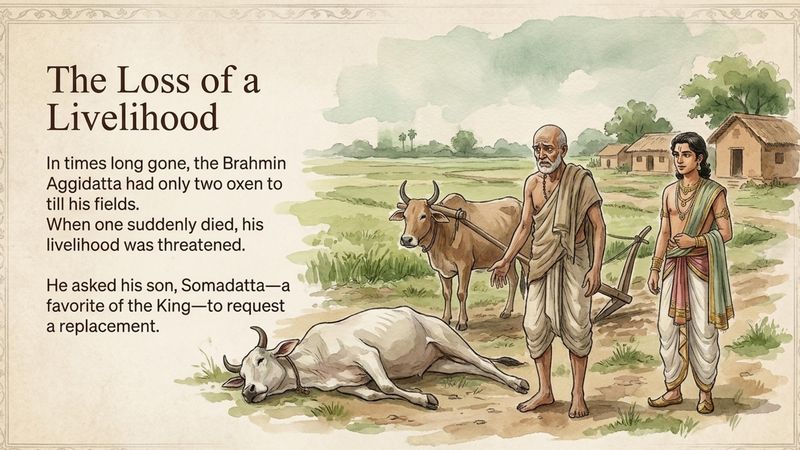 The Loss of a
Livelihood
In times long gone, the Brahmin
Aggidatta had only two oxen to
till his fields.
When one suddenly died, his
livelihood was threatened.
He asked his son, Somadatta—a
favorite of the King—to request
a replacement.